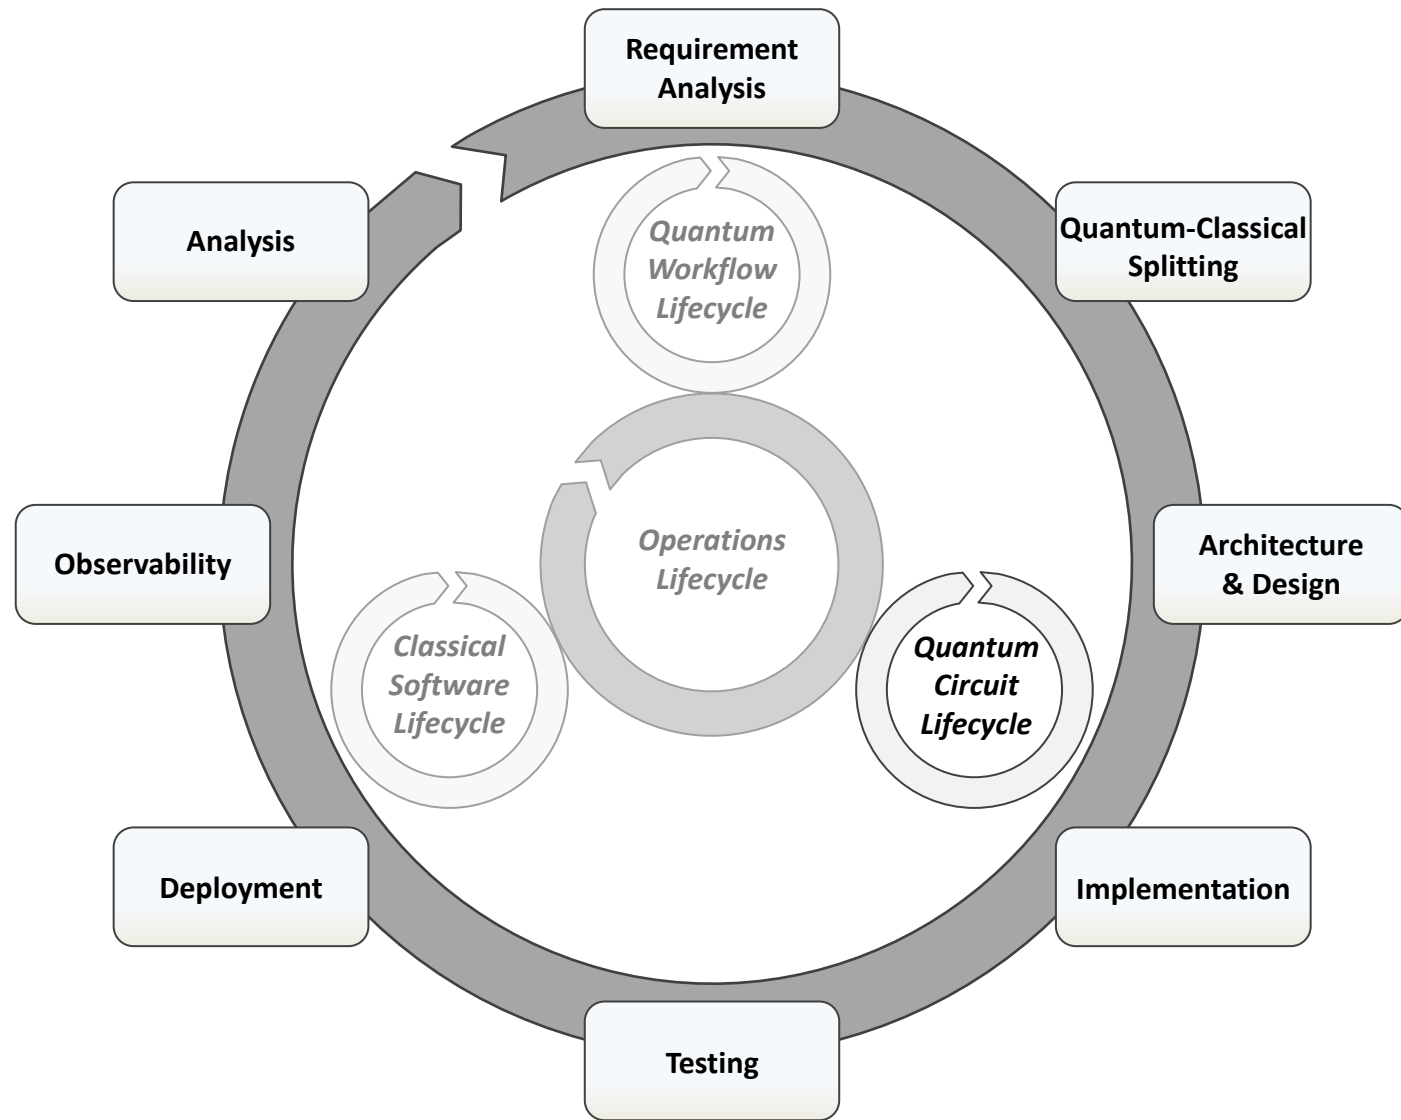 Requirement
Analysis
Quantum-Classical
Splitting
Architecture
& Design
Implementation
Testing
Deployment
Observability
Analysis
Quantum
Workflow
Lifecycle
Operations
Lifecycle
Classical
Software
Lifecycle
Quantum
Circuit
Lifecycle